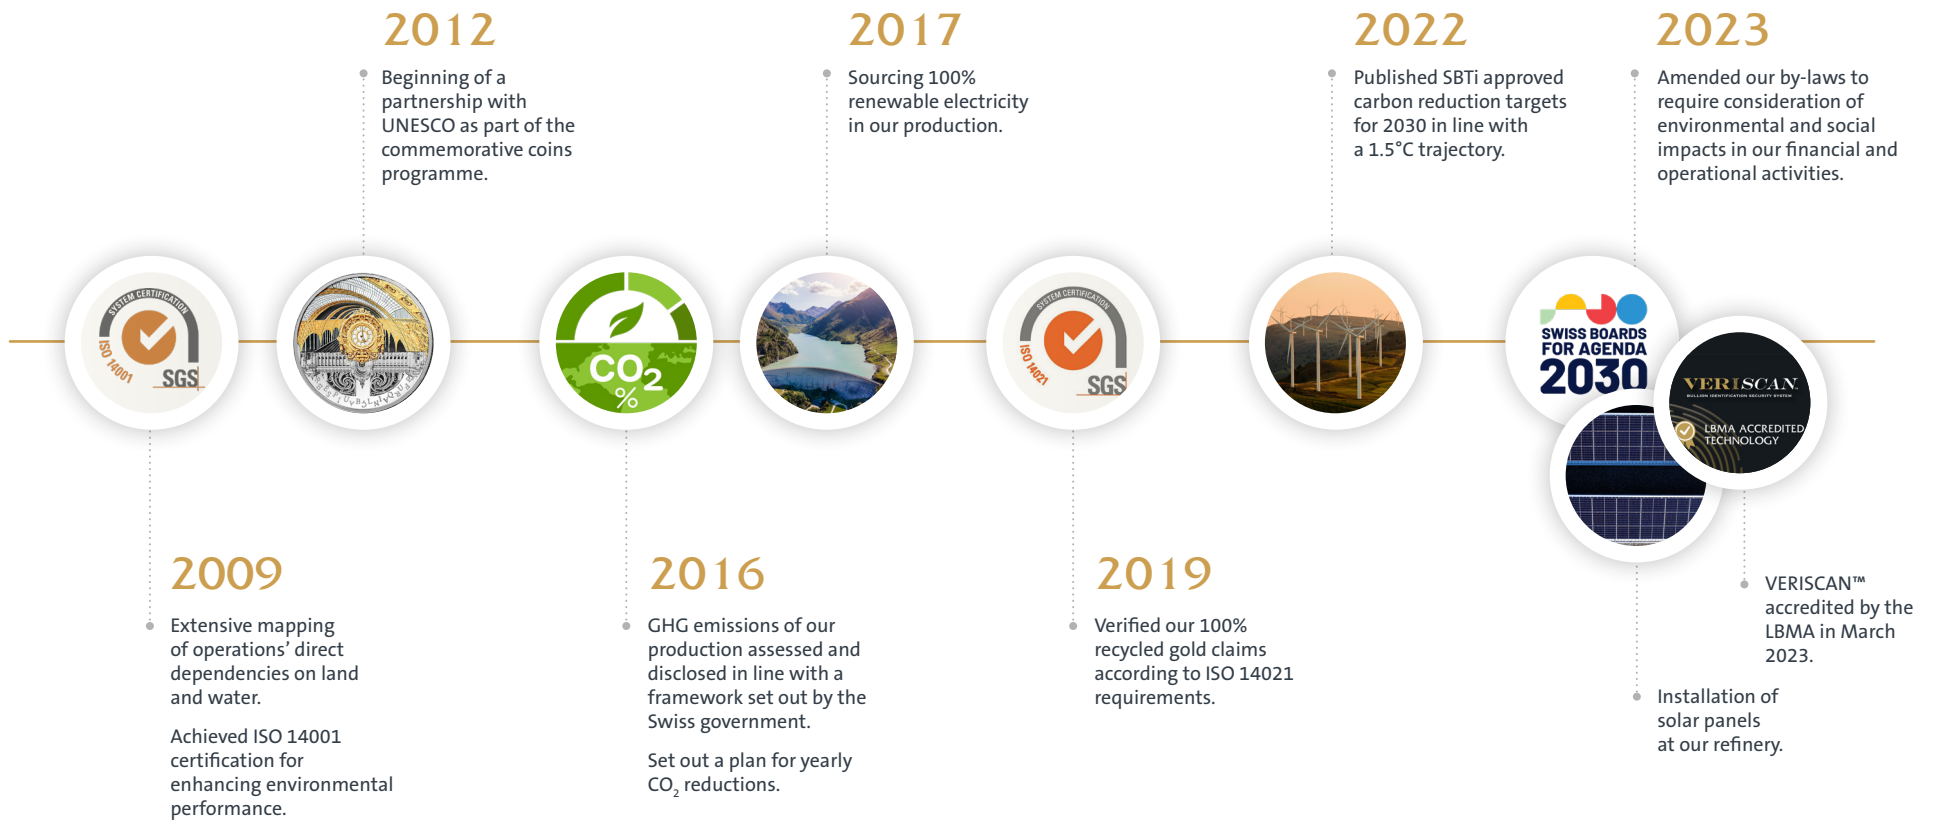 2012
Beginning of a
partnership with
UNESCO as part of the
commemorative coins
programme.
2017
Sourcing 100%
renewable electricity
in our production.
2022
Published SBTi approved
carbon reduction targets
for 2030 in line with
a 1.5°C trajectory.
2023
Amended our by-laws to
require consideration of
environmental and social
impacts in our financial and
operational activities.
SYSTEM CERTIFICATION
ISO 14001
SGS
CO2
%
SYSTEM CERTIFICATION
ISO 14021
SGS
SWISS BOARDS
FOR AGENDA
2030
VERISCAN™
BULLION IDENTIFICATION SECURITY SYSTEM
LBMA ACCREDITED
TECHNOLOGY
2009
Extensive mapping
of operations’ direct
dependencies on land
and water.
Achieved ISO 14001
certification for
enhancing environmental
performance.
2016
GHG emissions of our
production assessed and
disclosed in line with a
framework set out by the
Swiss government.
Set out a plan for yearly
CO2 reductions.
2019
Verified our 100%
recycled gold claims
according to ISO 14021
requirements.
VERISCAN™
accredited by the
LBMA in March
2023.
Installation of
solar panels
at our refinery.